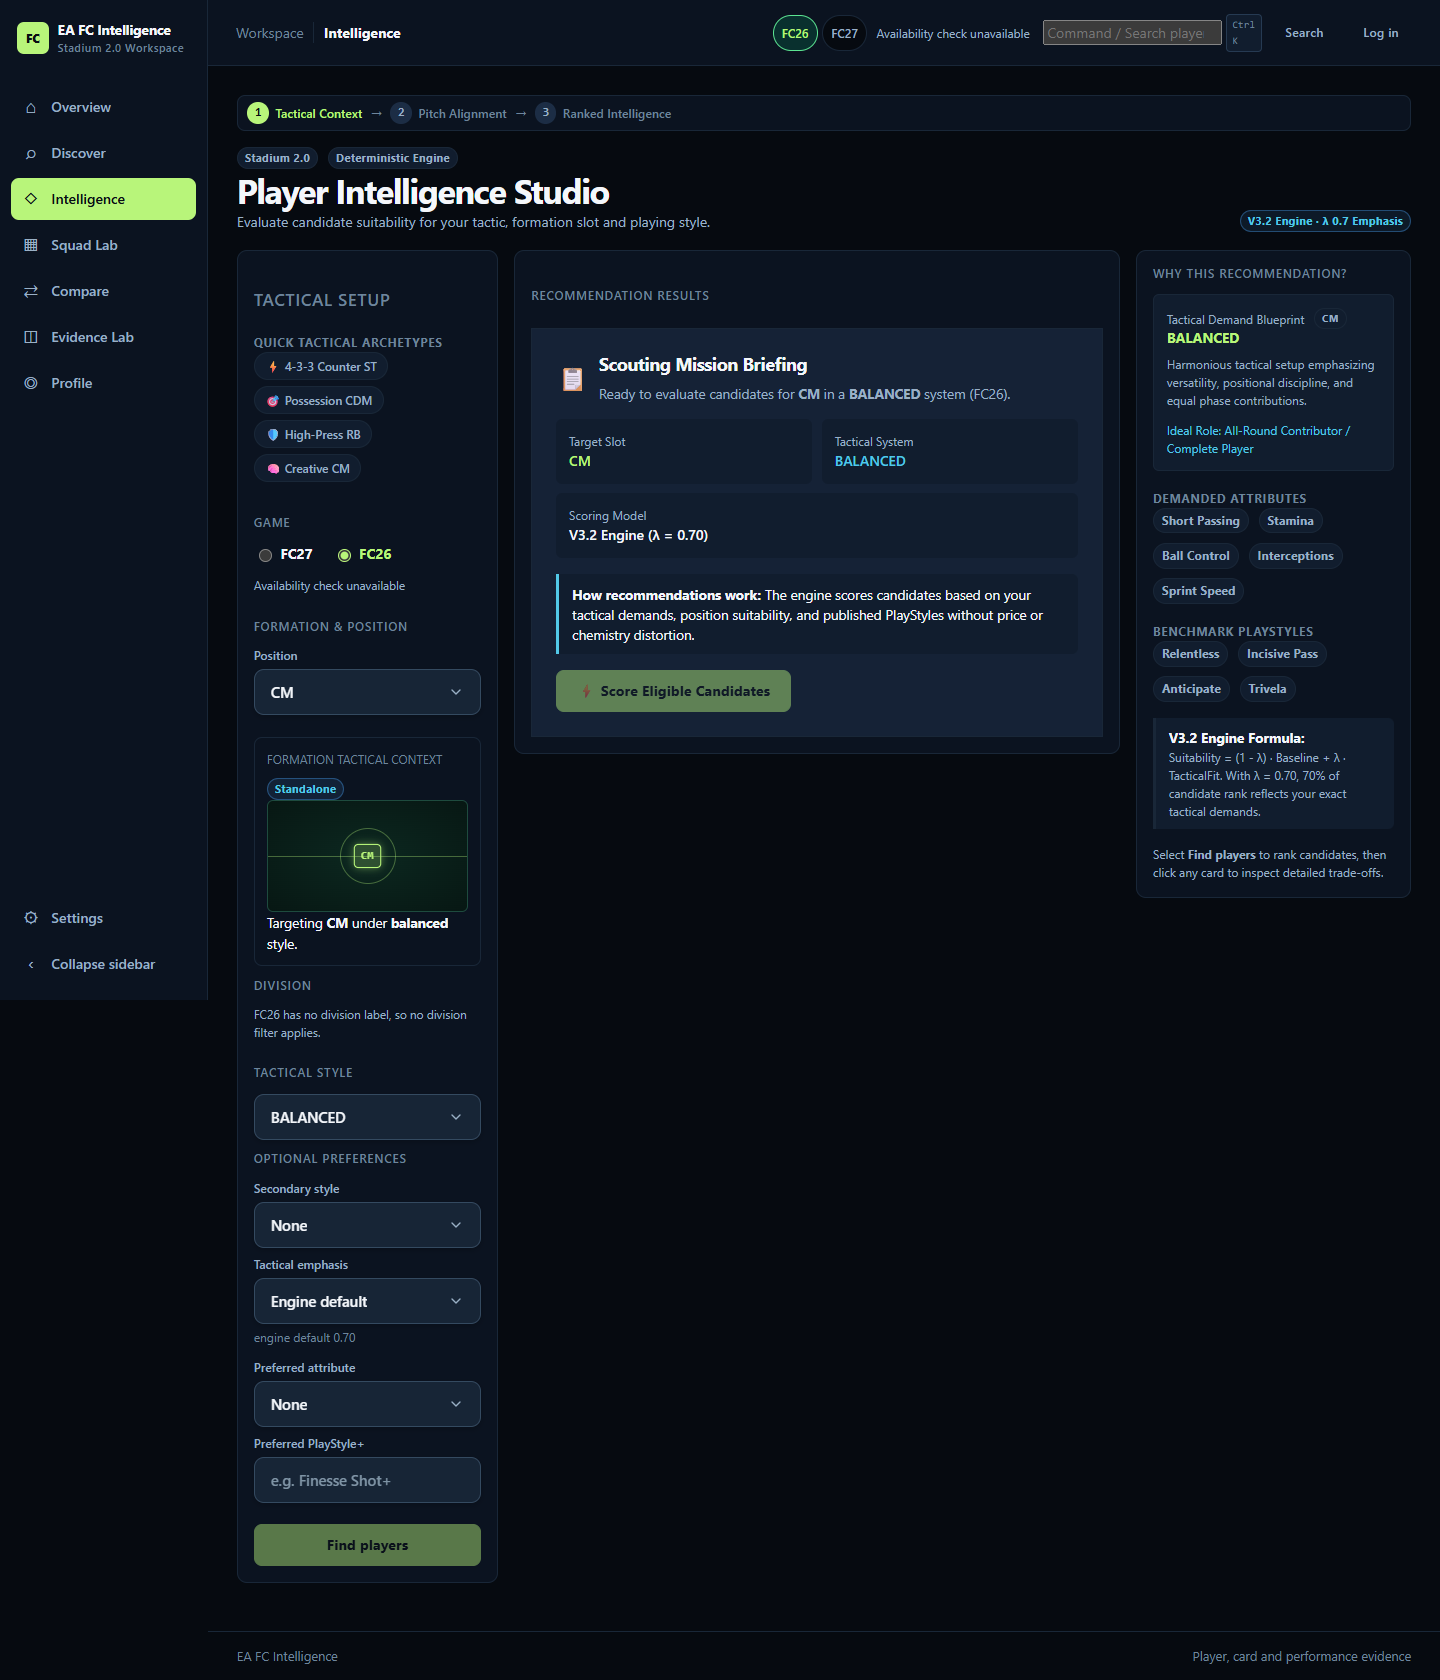 FC
EA FC Intelligence
Stadium 2.0 Workspace
Overview
Discover
Intelligence
Squad Lab
Compare
Evidence Lab
Profile
Settings
Collapse sidebar
Workspace
Intelligence
FC26
FC27
Availability check unavailable
Command / Search playe
Ctrl
K
Search
Log in
1 Tactical Context → 2 Pitch Alignment → 3 Ranked Intelligence
Stadium 2.0
Deterministic Engine
Player Intelligence Studio
Evaluate candidate suitability for your tactic, formation slot and playing style.
V3.2 Engine · λ 0.7 Emphasis
TACTICAL SETUP
QUICK TACTICAL ARCHETYPES
4-3-3 Counter ST
Possession CDM
High-Press RB
Creative CM
GAME
FC27
FC26
Availability check unavailable
FORMATION & POSITION
Position
CM
FORMATION TACTICAL CONTEXT
Standalone
CM
Targeting CM under balanced
style.
DIVISION
FC26 has no division label, so no division
filter applies.
TACTICAL STYLE
BALANCED
OPTIONAL PREFERENCES
Secondary style
None
Tactical emphasis
Engine default
engine default 0.70
Preferred attribute
None
Preferred PlayStyle+
e.g. Finesse Shot+
Find players
RECOMMENDATION RESULTS
Scouting Mission Briefing
Ready to evaluate candidates for CM in a BALANCED system (FC26).
Target Slot
CM
Tactical System
BALANCED
Scoring Model
V3.2 Engine (λ = 0.70)
How recommendations work: The engine scores candidates based on your
tactical demands, position suitability, and published PlayStyles without price or
chemistry distortion.
Score Eligible Candidates
WHY THIS RECOMMENDATION?
Tactical Demand Blueprint CM
BALANCED
Harmonious tactical setup emphasizing
versatility, positional discipline, and
equal phase contributions.
Ideal Role: All-Round Contributor /
Complete Player
DEMANDED ATTRIBUTES
Short Passing
Stamina
Ball Control
Interceptions
Sprint Speed
BENCHMARK PLAYSTYLES
Relentless
Incisive Pass
Anticipate
Trivela
V3.2 Engine Formula:
Suitability = (1 - λ) · Baseline + λ ·
TacticalFit. With λ = 0.70, 70% of
candidate rank reflects your exact
tactical demands.
Select Find players to rank candidates, then
click any card to inspect detailed trade-offs.
EA FC Intelligence
Player, card and performance evidence